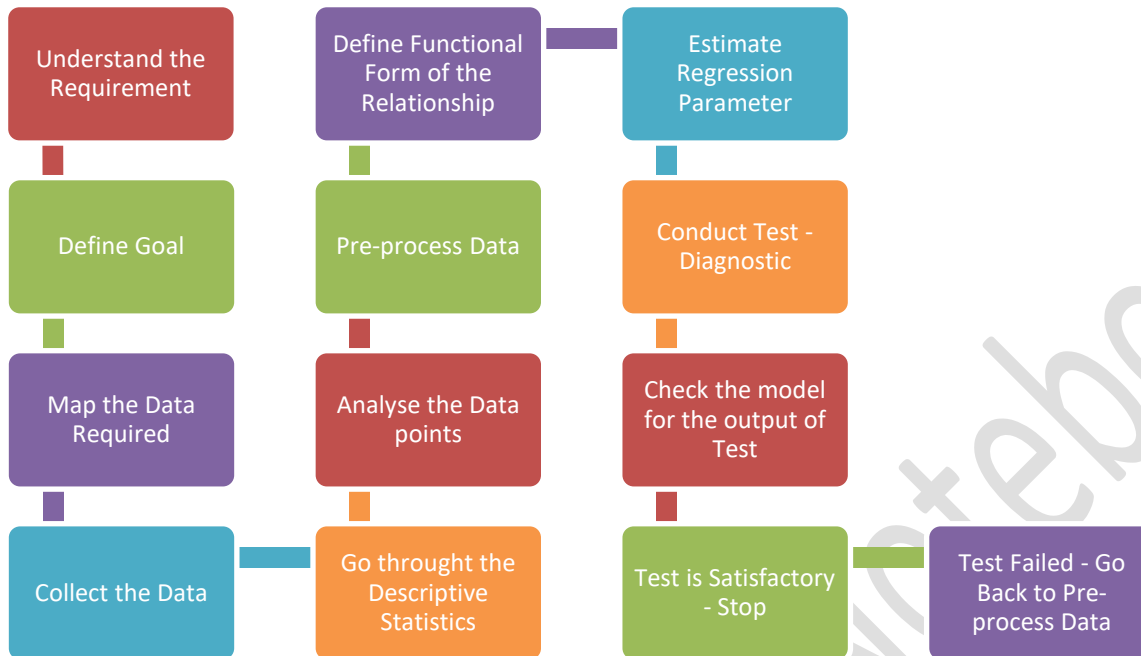 Understand the
Requirement
Define Goal
Map the Data
Required
Collect the Data
Go throught the
Descriptive
Statistics
Analyse the Data
points
Pre-process Data
Define Functional
Form of the
Relationship
Estimate
Regression
Parameter
Conduct Test -
Diagnostic
Check the model
for the output of
Test
Test is Satisfactory
- Stop
Test Failed - Go
Back to Pre-
process Data